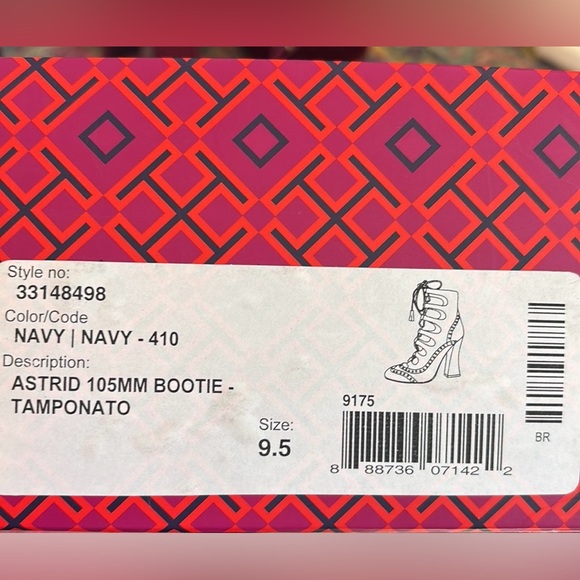 Style no:
33148498
Color/Code
NAVY | NAVY - 410
Description:
ASTRID 105MM BOOTIE -
TAMPONATO
Size:
9.5
9175
8 88736 07142 2
BR